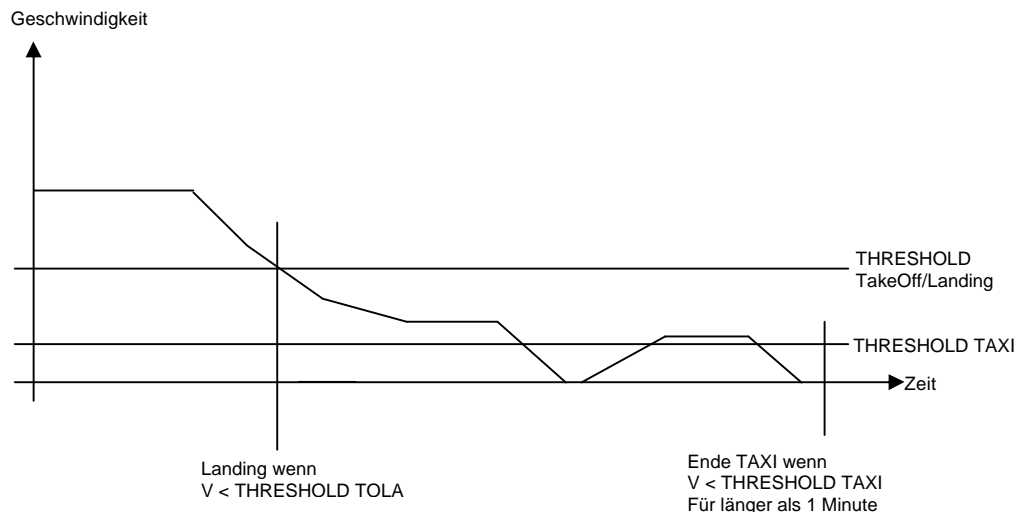 Geschwindigkeit
THRESHOLD
TakeOff/Landing
THRESHOLD TAXI
Zeit
Landing wenn
V < THRESHOLD TOLA
Ende TAXI wenn
V < THRESHOLD TAXI
Für länger als 1 Minute